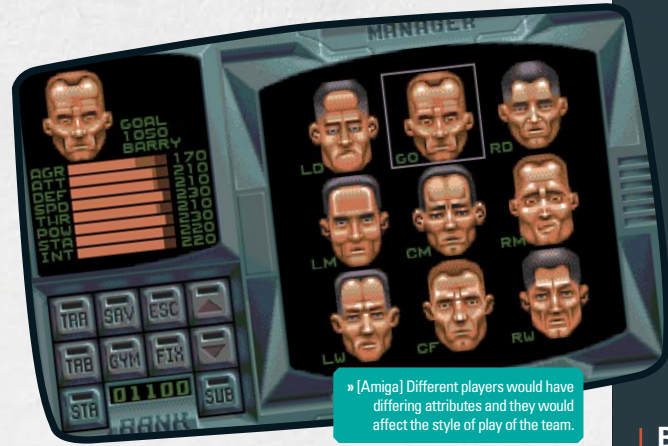 MANAGER
GOAL
1050
BARRY
AGR 170
ATT 210
DEF 210
SPD 230
THR 210
POW 230
STA 220
INT 220
LD GO RD
LM CM RM
LW CF RW
TRA SAV ESC
TAB GYM FIX
STA 01100 SUB
BANK
» [Amiga] Different players would have
differing attributes and they would
affect the style of play of the team.